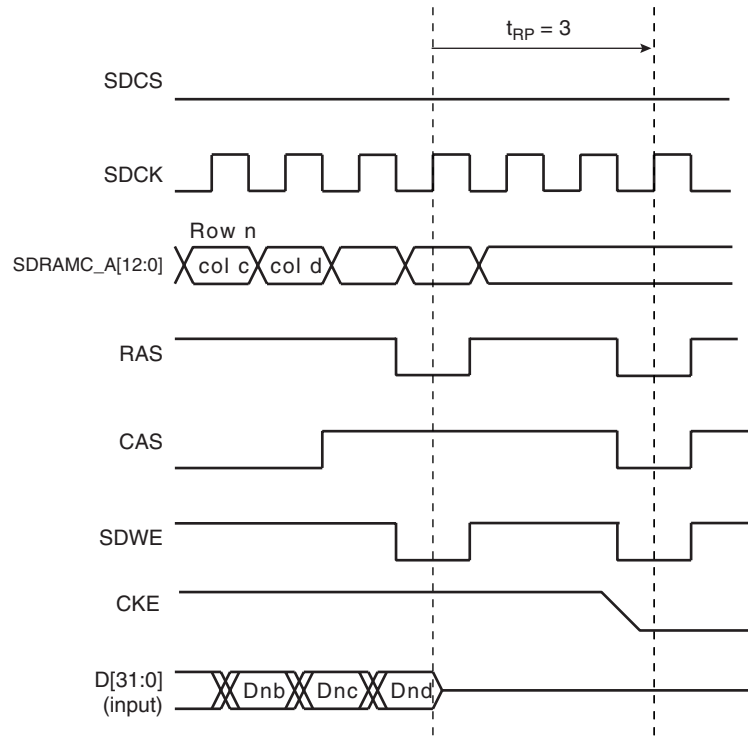 tRP = 3
SDCS
SDCK
Row n
SDRAMC_A[12:0]
col c
col d
RAS
CAS
SDWE
CKE
D[31:0]
(input)
Dnb
Dnc
Dnd